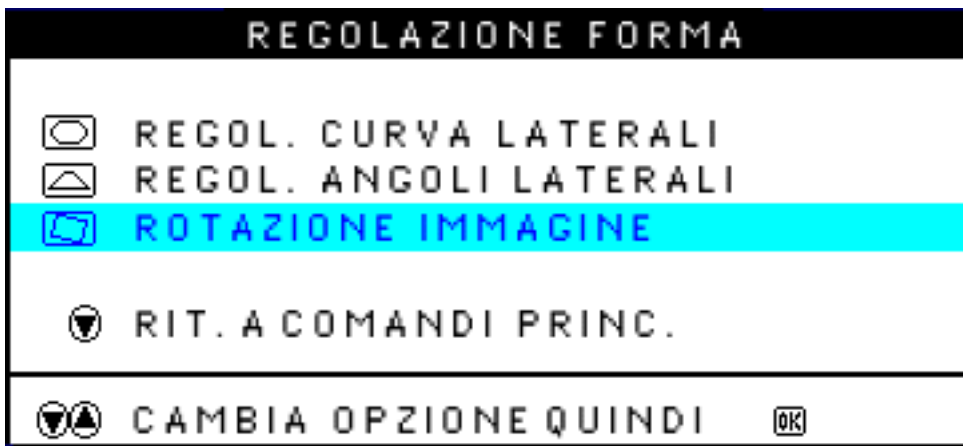 REGOLAZIONE FORMA
REGOL. CURVA LATERALI
REGOL. ANGOLI LATERALI
ROTAZIONE IMMAGINE
RIT. A COMANDI PRINC.
CAMBIA OPZIONE QUINDI OK